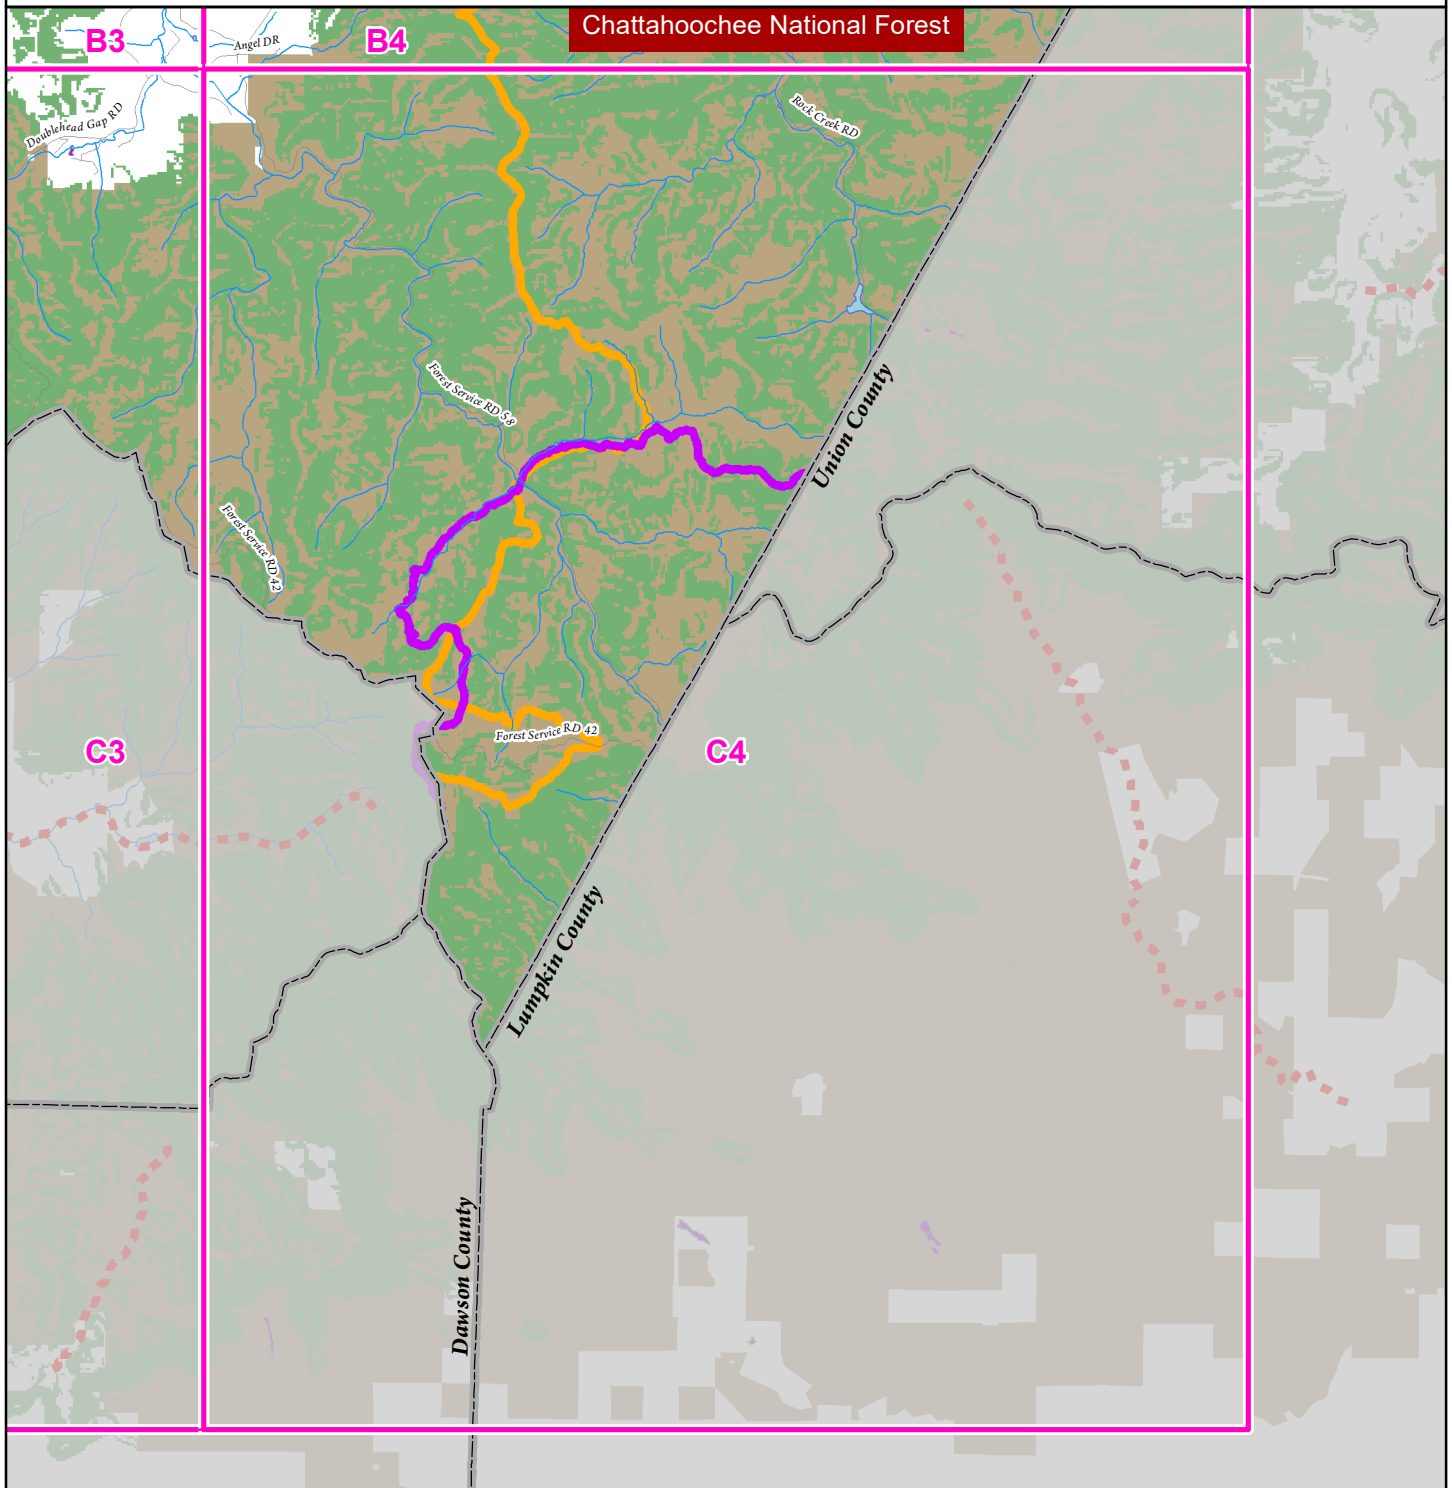 Chattahoochee National Forest
B3
B4
Angel DR
Doublehead Gap RD
Rock Creek RD
Forest Service RD 58
Union County
Forest Service RD 42
Forest Service RD 42
C3
C4
Lumpkin County
Dawson County